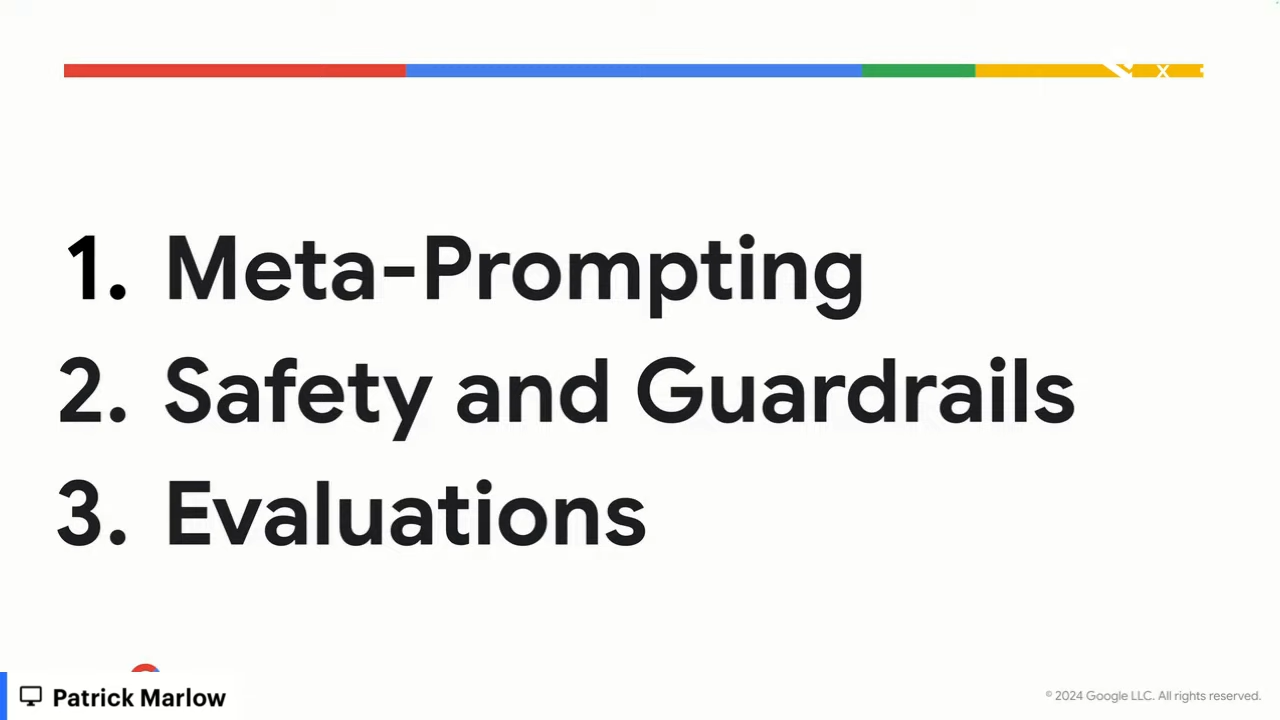 1. Meta-Prompting
2. Safety and Guardrails
3. Evaluations
Patrick Marlow
© 2024 Google LLC. All rights reserved.